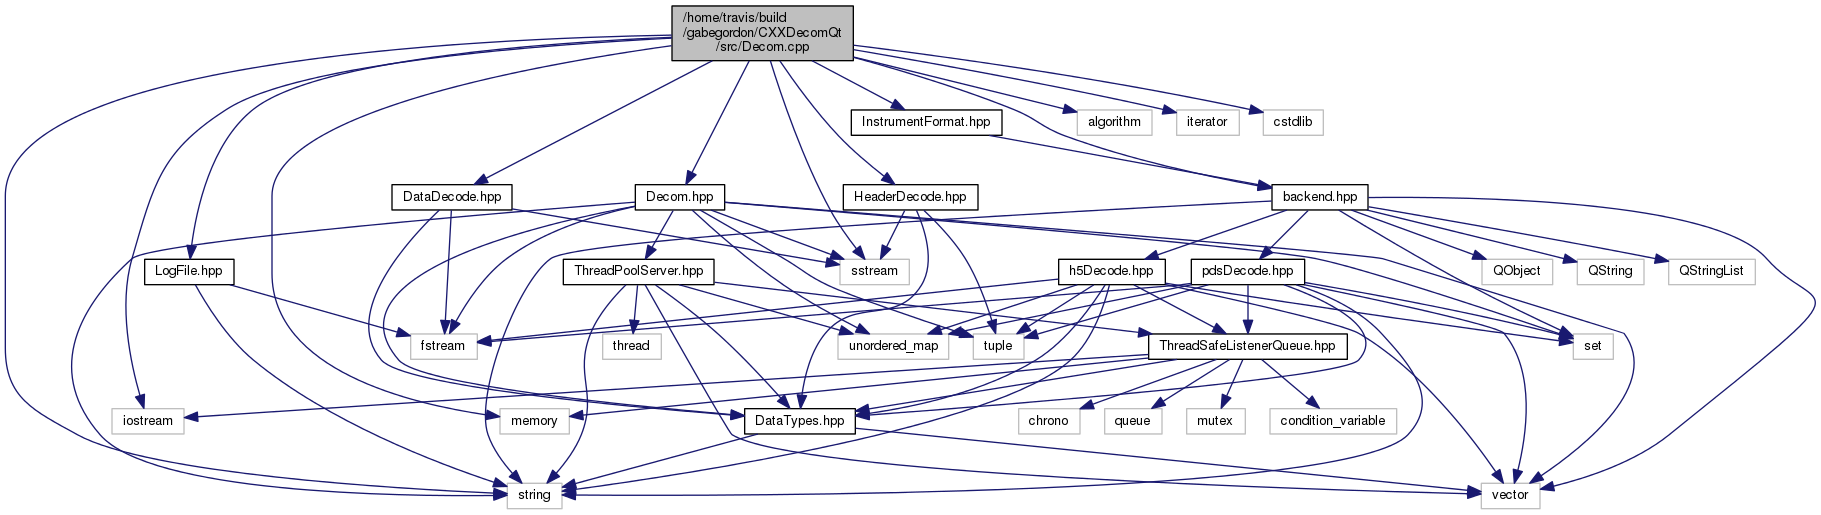 /home/travis/build
/gabegordon/CXXDecomQt
/src/Decom.cpp
InstrumentFormat.hpp
algorithm
iterator
cstdlib
DataDecode.hpp
Decom.hpp
HeaderDecode.hpp
backend.hpp
LogFile.hpp
ThreadPoolServer.hpp
sstream
h5Decode.hpp
pdsDecode.hpp
QObject
QString
QStringList
fstream
thread
unordered_map
tuple
ThreadSafeListenerQueue.hpp
set
iostream
memory
DataTypes.hpp
chrono
queue
mutex
condition_variable
string
vector